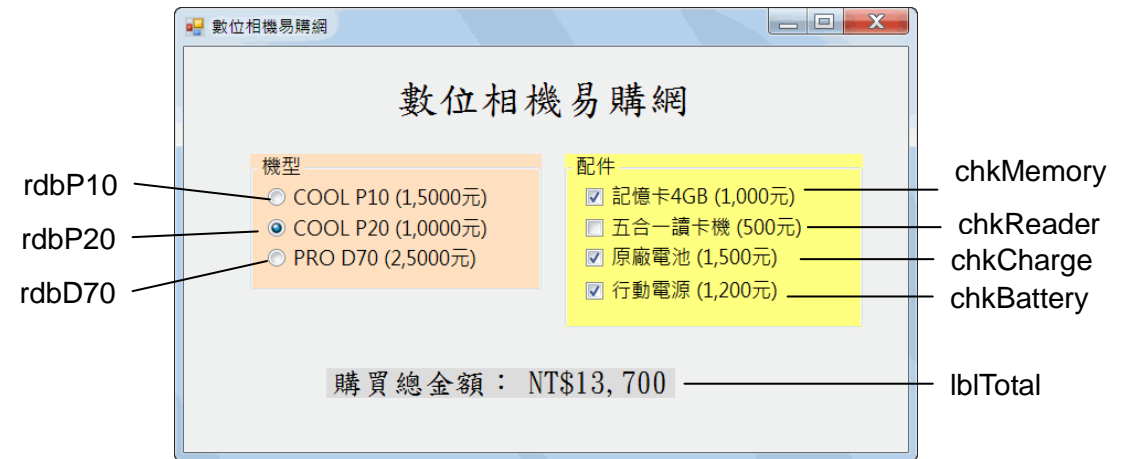 數位相機易購網
數位相機易購網
機型
COOL P10 (1,5000元)
COOL P20 (1,0000元)
PRO D70 (2,5000元)
配件
記憶卡4GB (1,000元)
五合一讀卡機 (500元)
原廠電池 (1,500元)
行動電源 (1,200元)
購買總金額： NT$13,700
rdbP10
rdbP20
rdbD70
chkMemory
chkReader
chkCharge
chkBattery
lblTotal